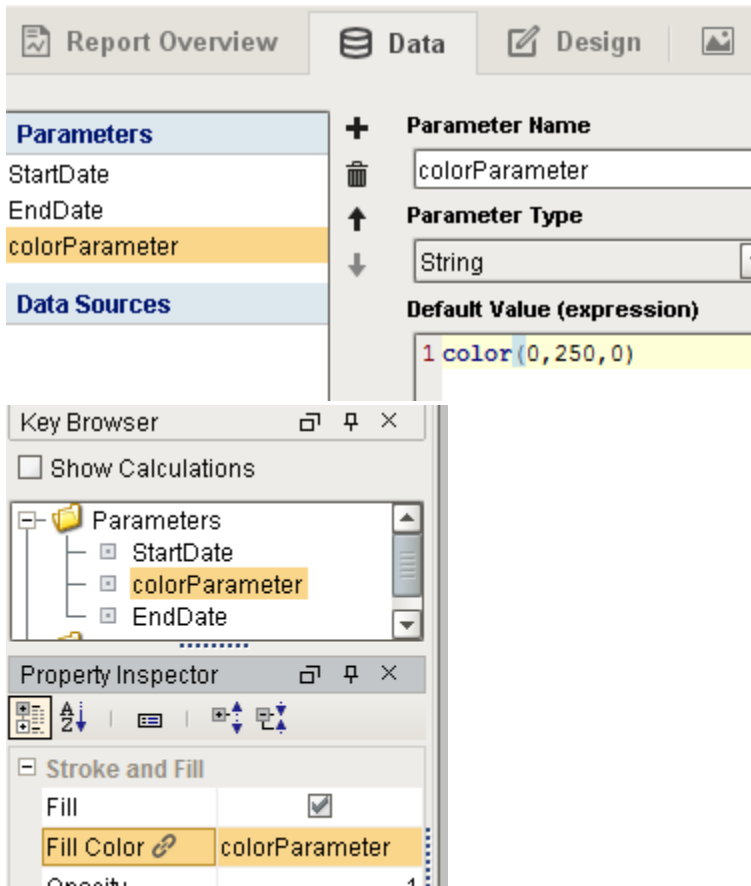 Report Overview
Data
Design
Parameters
StartDate
EndDate
colorParameter
Data Sources
Parameter Name
colorParameter
Parameter Type
String
Default Value (expression)
1 color(0,250,0)
Key Browser
Show Calculations
Parameters
StartDate
colorParameter
EndDate
Property Inspector
Stroke and Fill
Fill
Fill Color colorParameter
Opacity 1